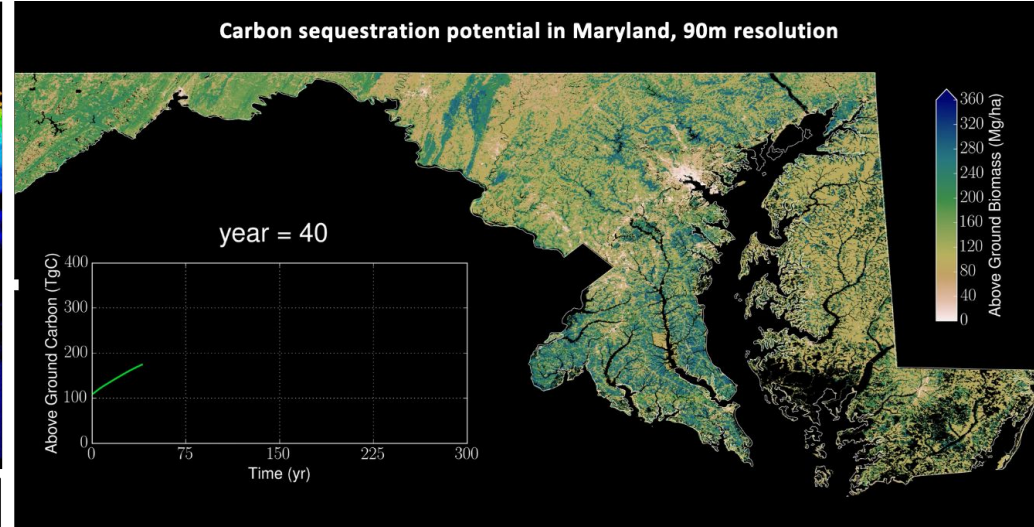 Carbon sequestration potential in Maryland, 90m resolution
year = 40
Above Ground Carbon (TgC)
400
300
200
100
0
0 75 150 225 300
Time (yr)
360
320
280
240
200
160
120
80
40
0
Above Ground Biomass (Mg/ha)